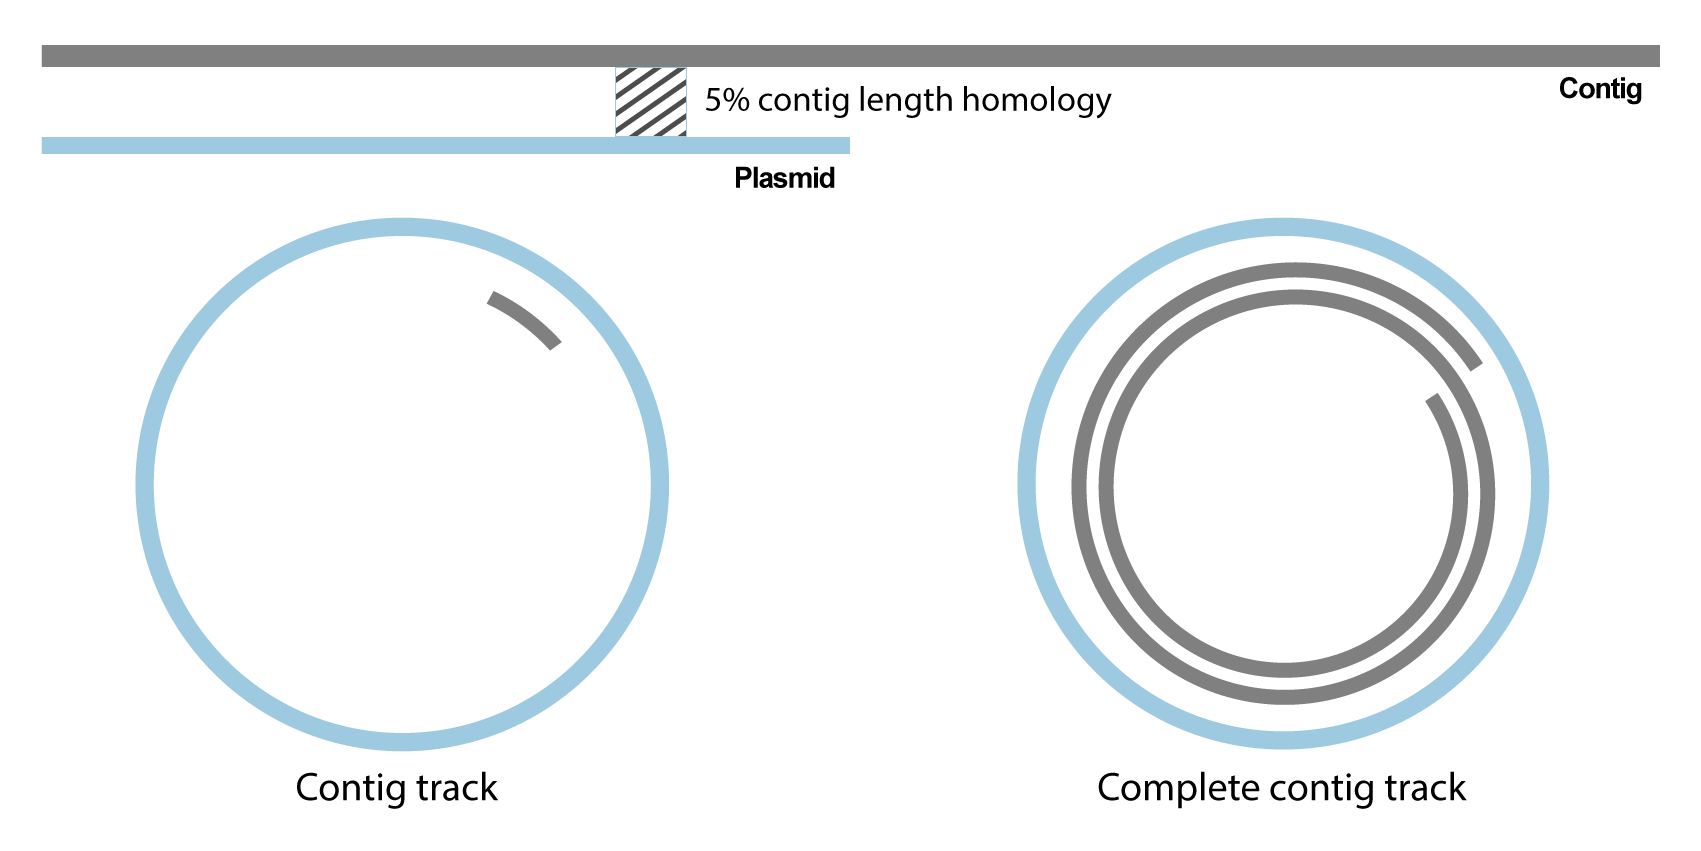 Contig
5% contig length homology
Plasmid
Contig track
Complete contig track